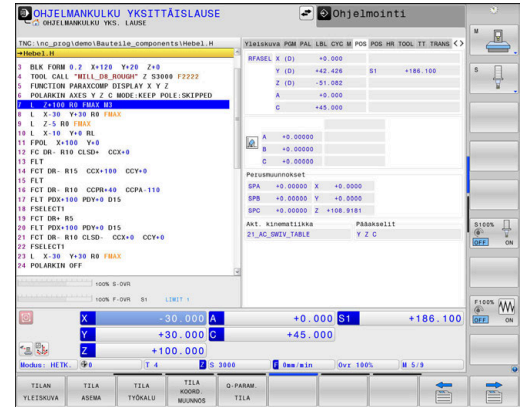 OHJELMANKULKU YKSITTÄISLAUSE
OHJELMANKULKU YKS. LAUSE
Ohjelmointi
TNC:\nc_prog\demo\Bauteile_components\Hebel.H
→Hebel.H
3 BLK FORM 0.2 X+120 Y+20 Z+0
4 TOOL CALL "MILL_D8_ROUGH" Z S3000 F2222
5 FUNCTION PARAXCOMP DISPLAY X Y Z
6 POLARKIN AXES Y Z C MODE:KEEP POLE:SKIPPED
7 L Z+100 R0 FMAX M3
8 L X-30 Y+30 R0 FMAX
9 L Z-5 R0 FMAX
10 L X-10 Y+0 RL
11 FPOL X+100 Y+0
12 FC DR- R10 CLSD+ CCX+0
13 FLT
14 FCT DR- R15 CCX+100 CCY+0
15 FLT
16 FCT DR- R10 CCPR+40 CCPA-110
17 FLT PDX+100 PDY+0 D15
18 FSELECT1
19 FCT DR+ R5
20 FLT PDX+100 PDY+0 D15
21 FCT DR- R10 CLSD- CCX+0 CCY+0
22 FSELECT1
23 L X-30 Y+30 R0 FMAX
24 POLARKIN OFF
Yleiskuva PGM PAL LBL CYC M POS POS HR TOOL TT TRANS
RFASEL X (D) +0.000
Y (D) +42.426 S1 +186.100
Z (D) -51.082
A +0.000
C +45.000
A +0.00000
B +0.00000
C +0.00000
Perusmuunnokset
SPA +0.00000 X +0.0000
SPB +0.00000 Y +0.0000
SPC +0.00000 Z +106.9181
Akt. kinematiikka Pääakselit
21_AC_SWIV_TABLE Y Z C
100% S-OVR
100% F-OVR S1 LIMIT 1
X -30.000 A +0.000 S1 +186.100
Y +30.000 C +45.000
Z +100.000
Modus: HETK. 0 T 4 Z S 3000 F 0mm/min Ovr 100% M 5/9
TILAN YLEISKUVA
TILA ASEMA
TILA TYÖKALU
TILA KOORD. MUUNNOS
Q-PARAM. TILA
M
S
S100%
OFF ON
F100%
OFF ON